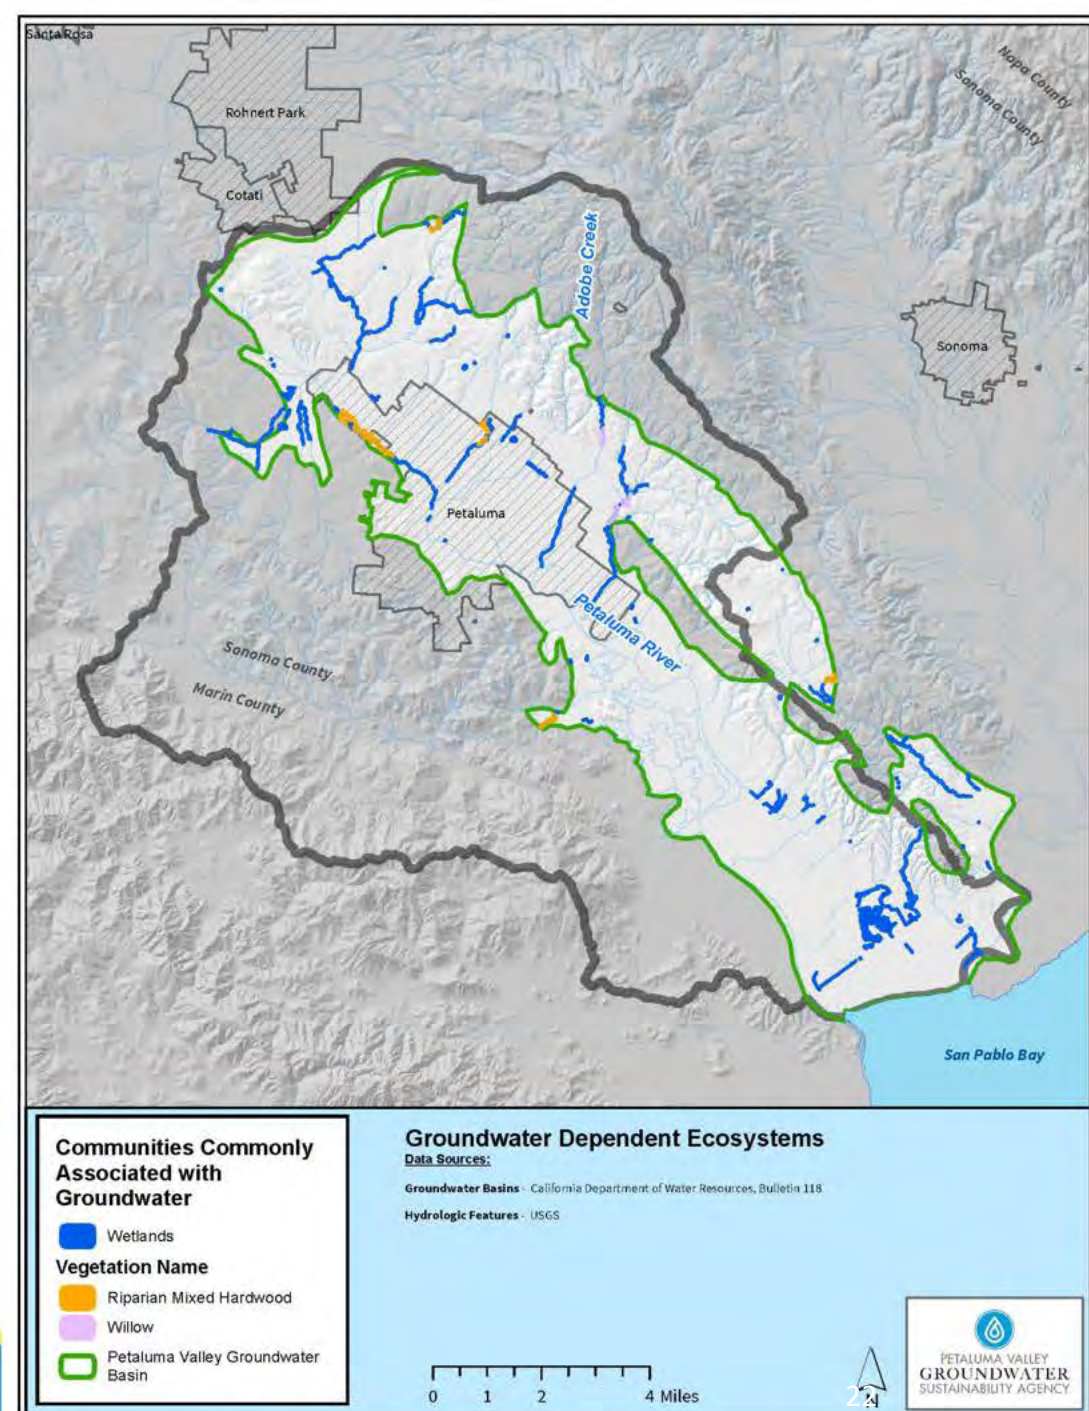 Santa Rosa
Napa County
Sonoma County
Rohnert Park
Cotati
Adobe Creek
Sonoma
Petaluma
Petaluma River
Sonoma County
Marin County
San Pablo Bay
Communities Commonly
Associated with
Groundwater
Wetlands
Vegetation Name
Riparian Mixed Hardwood
Willow
Petaluma Valley Groundwater
Basin
Groundwater Dependent Ecosystems
Data Sources:
Groundwater Basins - California Department of Water Resources, Bulletin 118
Hydrologic Features - USGS
0 1 2 4 Miles
N
22
PETALUMA VALLEY
GROUNDWATER
SUSTAINABILITY AGENCY